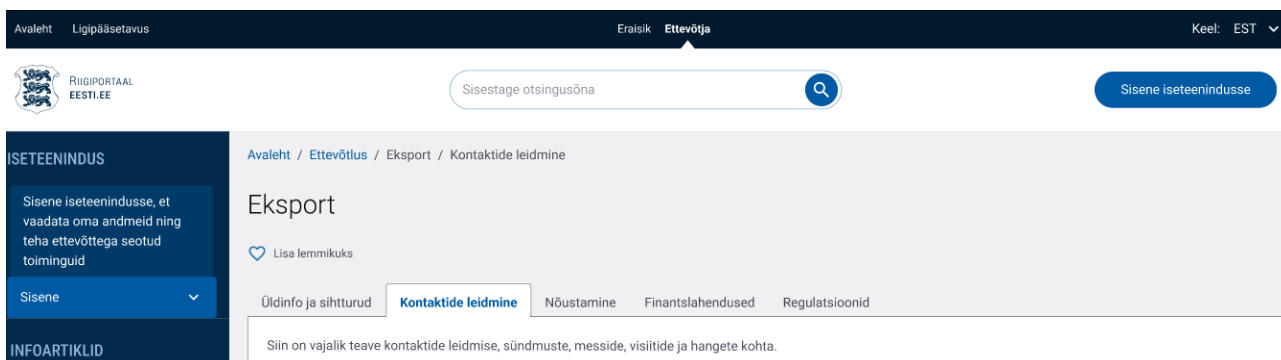 Avaleht Ligipääsetavus Eraisik Ettevõtja Keel: EST
RIIGIPORTAAL
EESTI.EE
Sisestage otsingusõna
Sisene iseteenindusse
ISETEENINDUS
Sisene iseteenindusse, et
vaadata oma andmeid ning
teha ettevõttega seotud
toiminguid
Sisene
INFOARTIKLID
Avaleht / Ettevõtlus / Eksport / Kontaktide leidmine
Eksport
Lisa lemmikuks
Üldinfo ja sihtturud Kontaktide leidmine Nõustamine Finantslahendused Regulatsioonid
Siin on vajalik teave kontaktide leidmise, sündmuste, messide, visiitide ja hangete kohta.